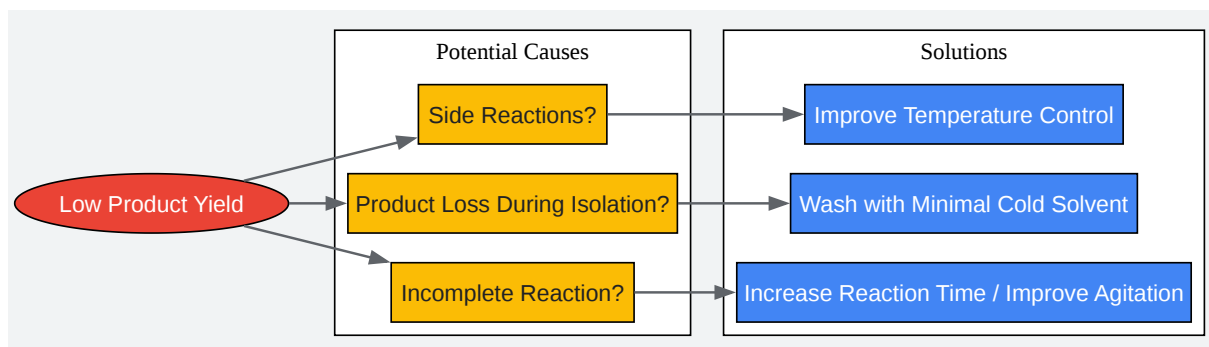 Potential Causes
Solutions
Side Reactions?
Improve Temperature Control
Low Product Yield
Product Loss During Isolation?
Wash with Minimal Cold Solvent
Incomplete Reaction?
Increase Reaction Time / Improve Agitation